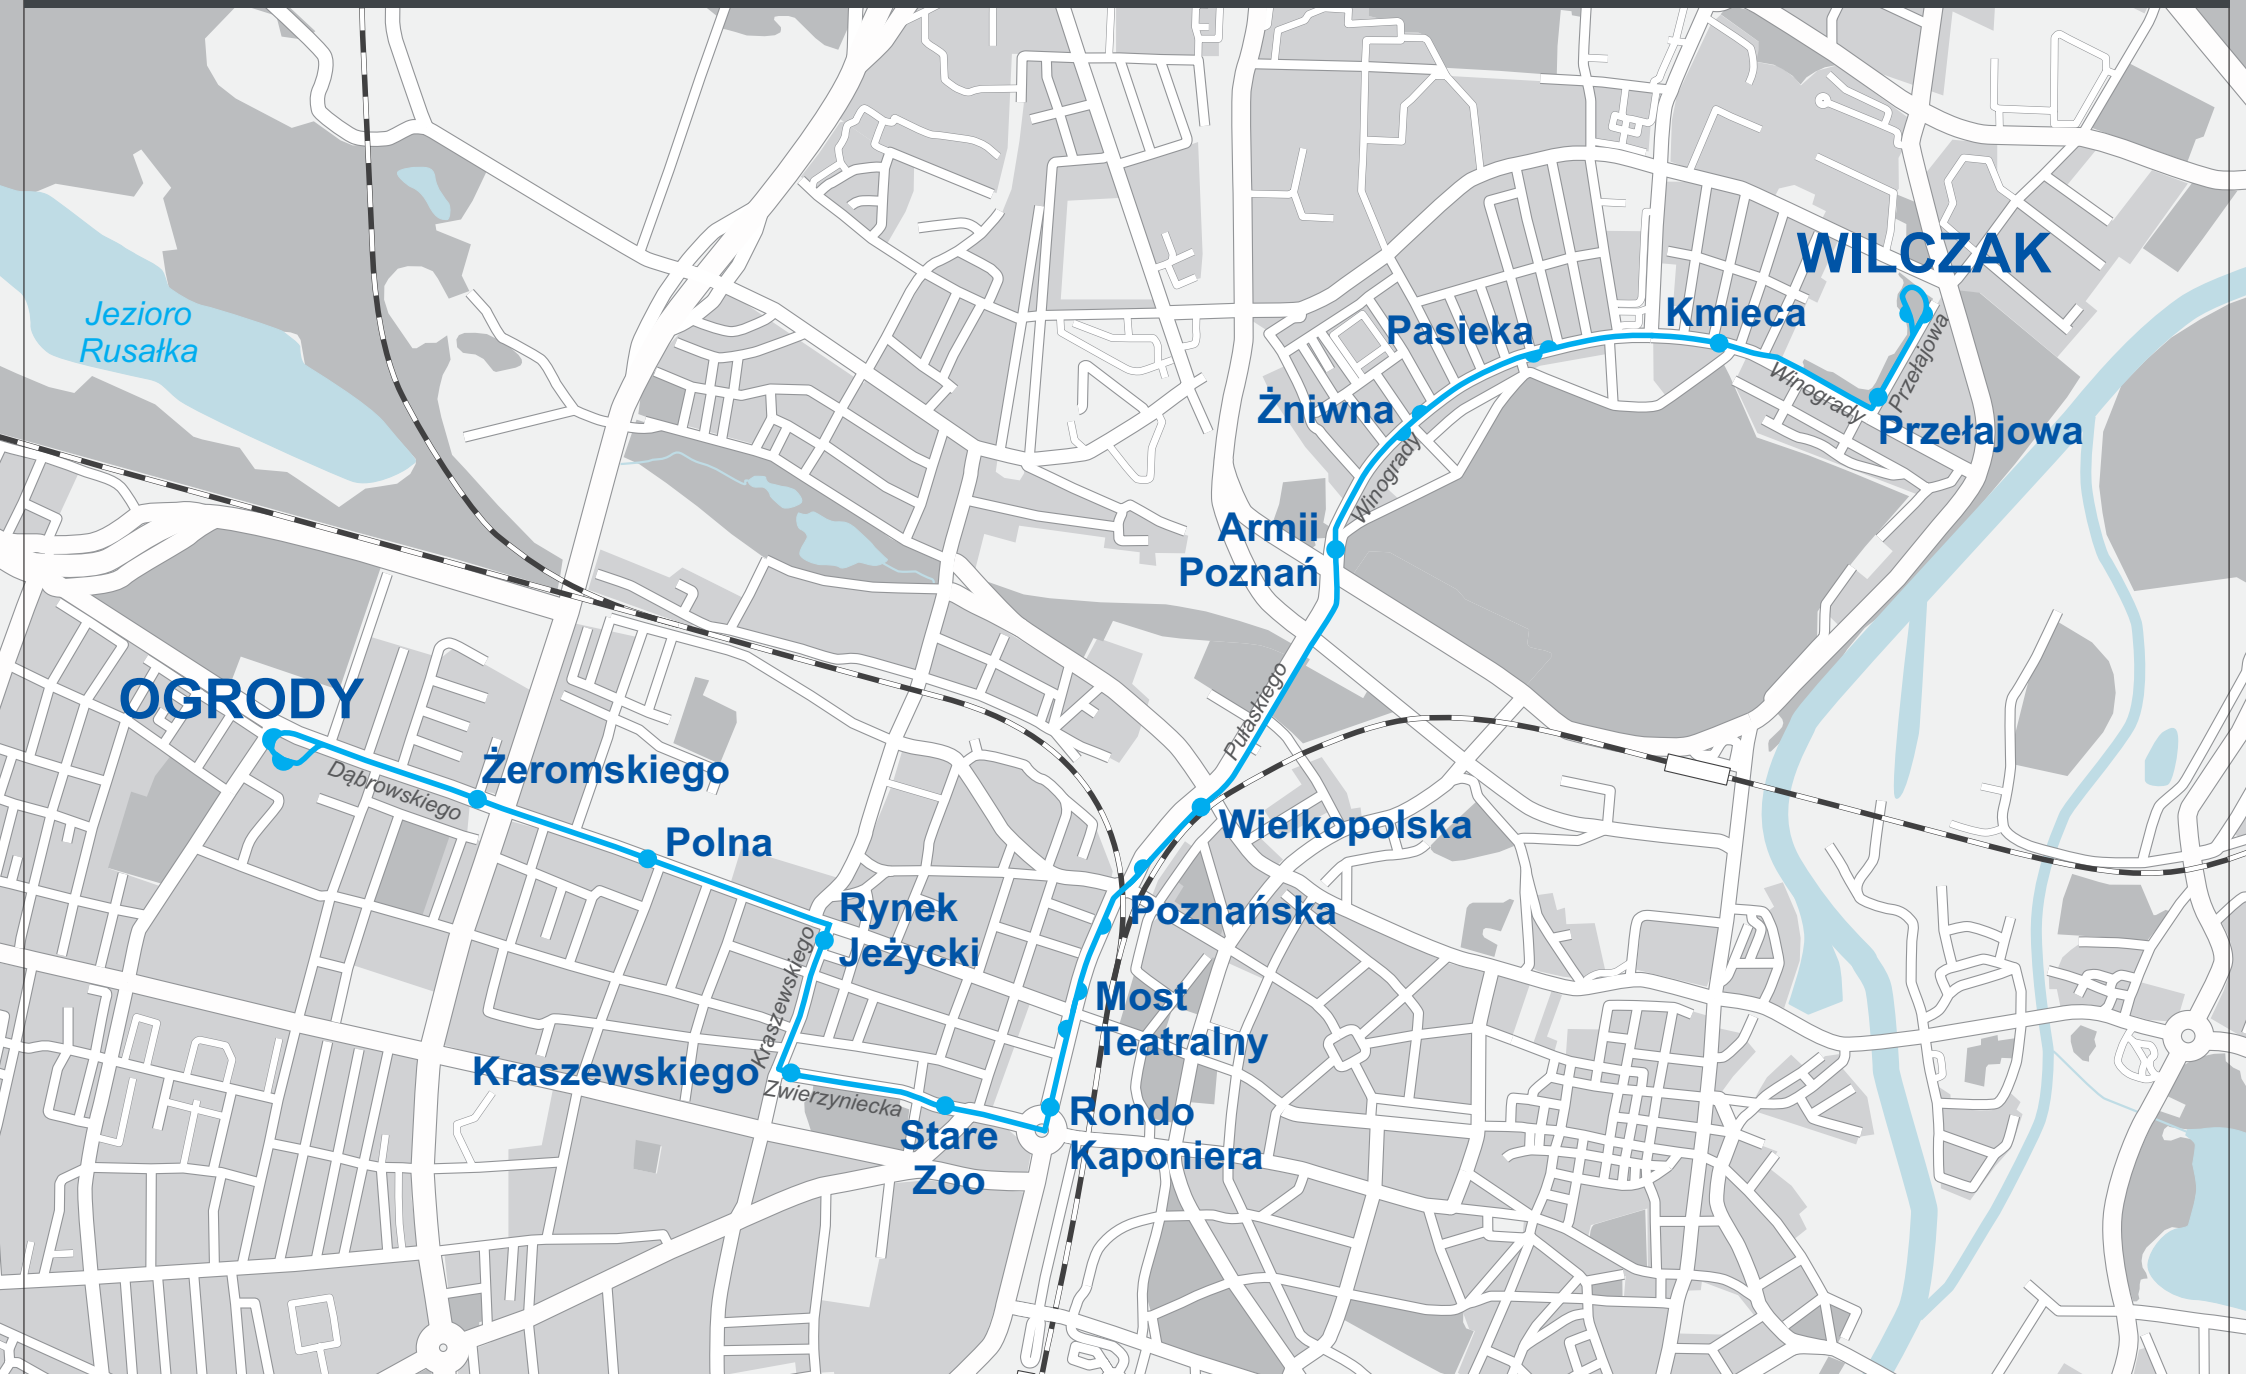 WILCZAK
Jezioro
Rusałka
Kmieca
Pasieka
Przełajowa
Winogrady
Żniwna
Przełajowa
Winogrady
Armii
Poznań
Pułaskiego
OGRODY
Żeromskiego
Dąbrowskiego
Wielkopolska
Polna
Rynek
Jeżycki
Poznańska
Kraszewskiego
Most
Teatralny
Kraszewskiego
Zwierzyniecka
Rondo
Kaponiera
Stare
Zoo